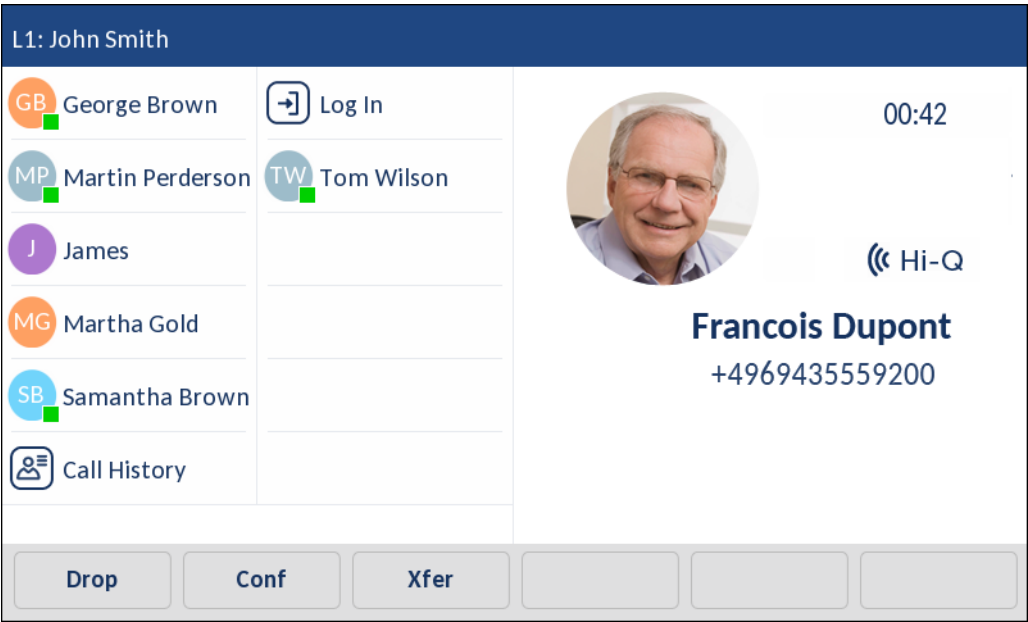 L1: John Smith
GB George Brown
MP Martin Perderson
J James
MG Martha Gold
SB Samantha Brown
Call History
Log In
TW Tom Wilson
00:42
Hi-Q
Francois Dupont
+4969435559200
Drop Conf Xfer